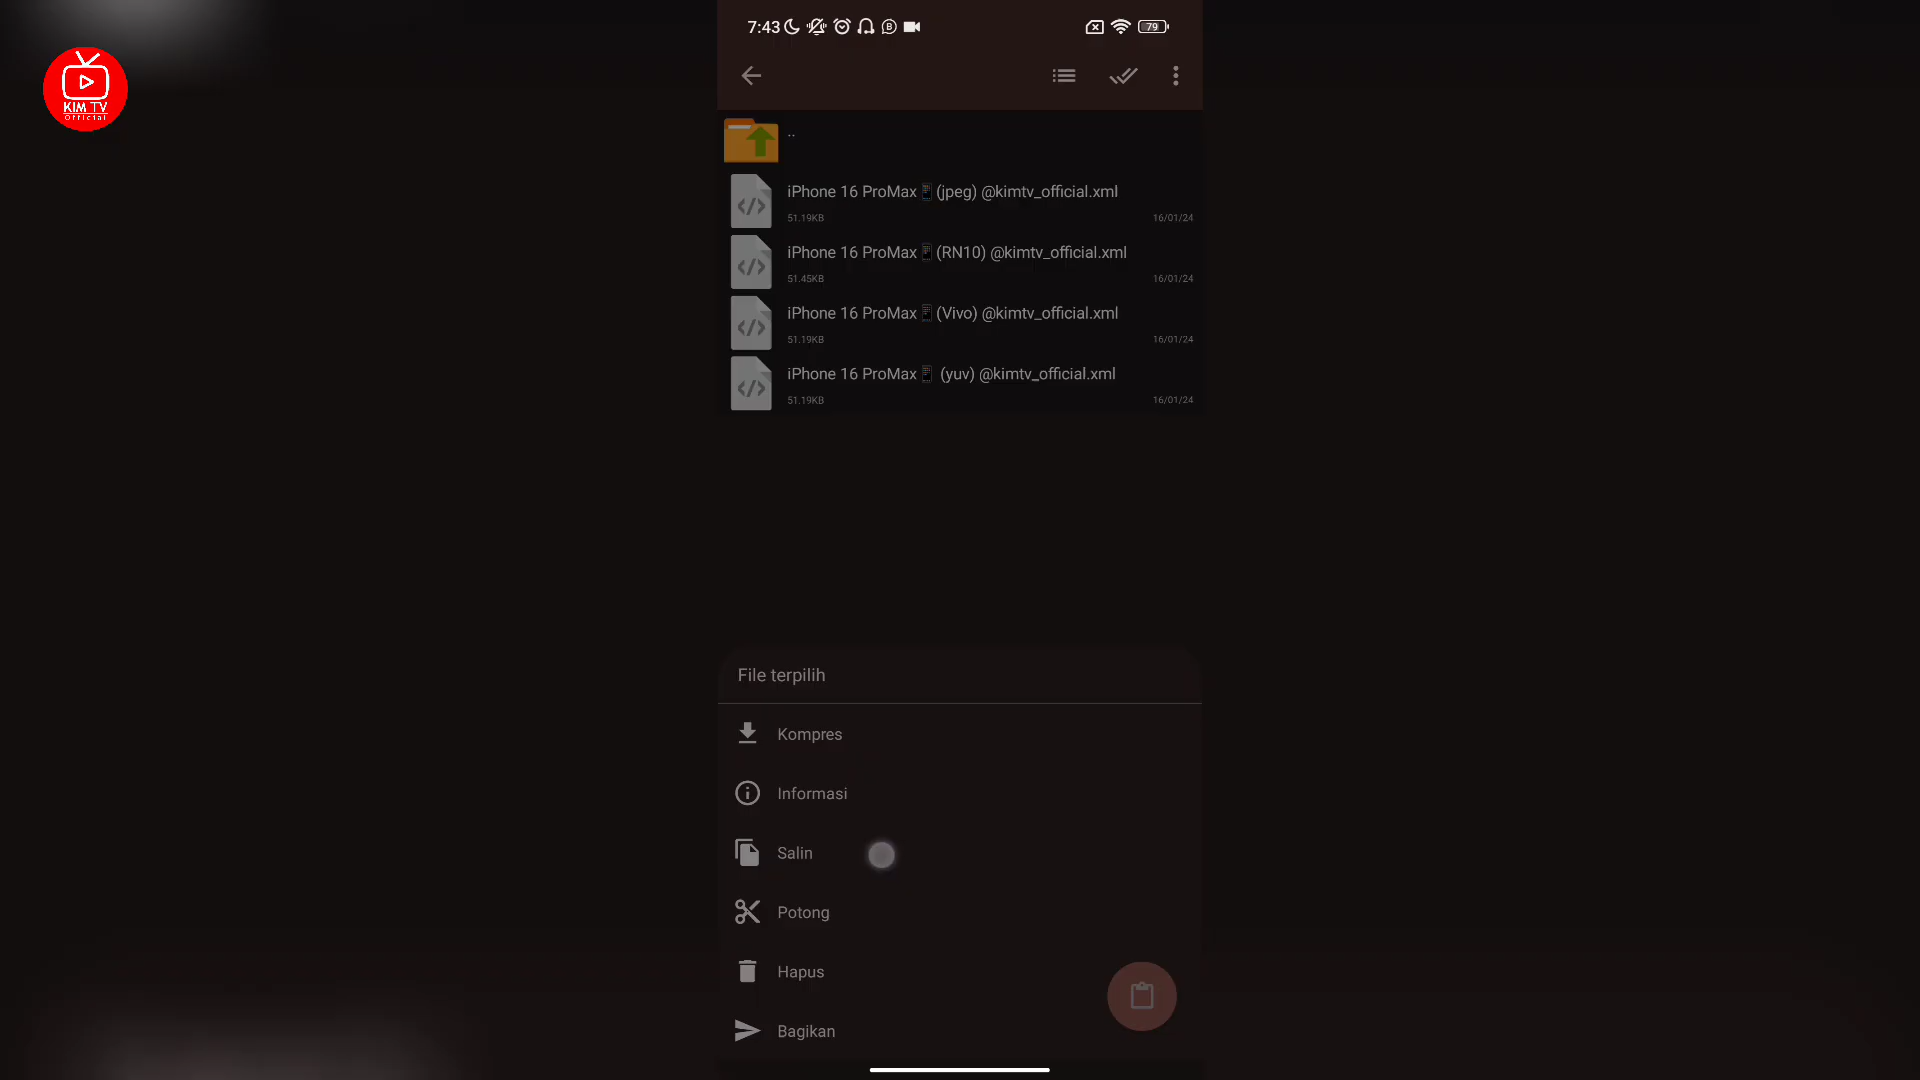 7:43
79
KIM TV
Official
..
iPhone 16 ProMax📱(jpeg) @kimtv_official.xml
51.19KB
16/01/24
iPhone 16 ProMax📱(RN10) @kimtv_official.xml
51.45KB
16/01/24
iPhone 16 ProMax📱(Vivo) @kimtv_official.xml
51.19KB
16/01/24
iPhone 16 ProMax📱 (yuv) @kimtv_official.xml
51.19KB
16/01/24
File terpilih
Kompres
Informasi
Salin
Potong
Hapus
Bagikan